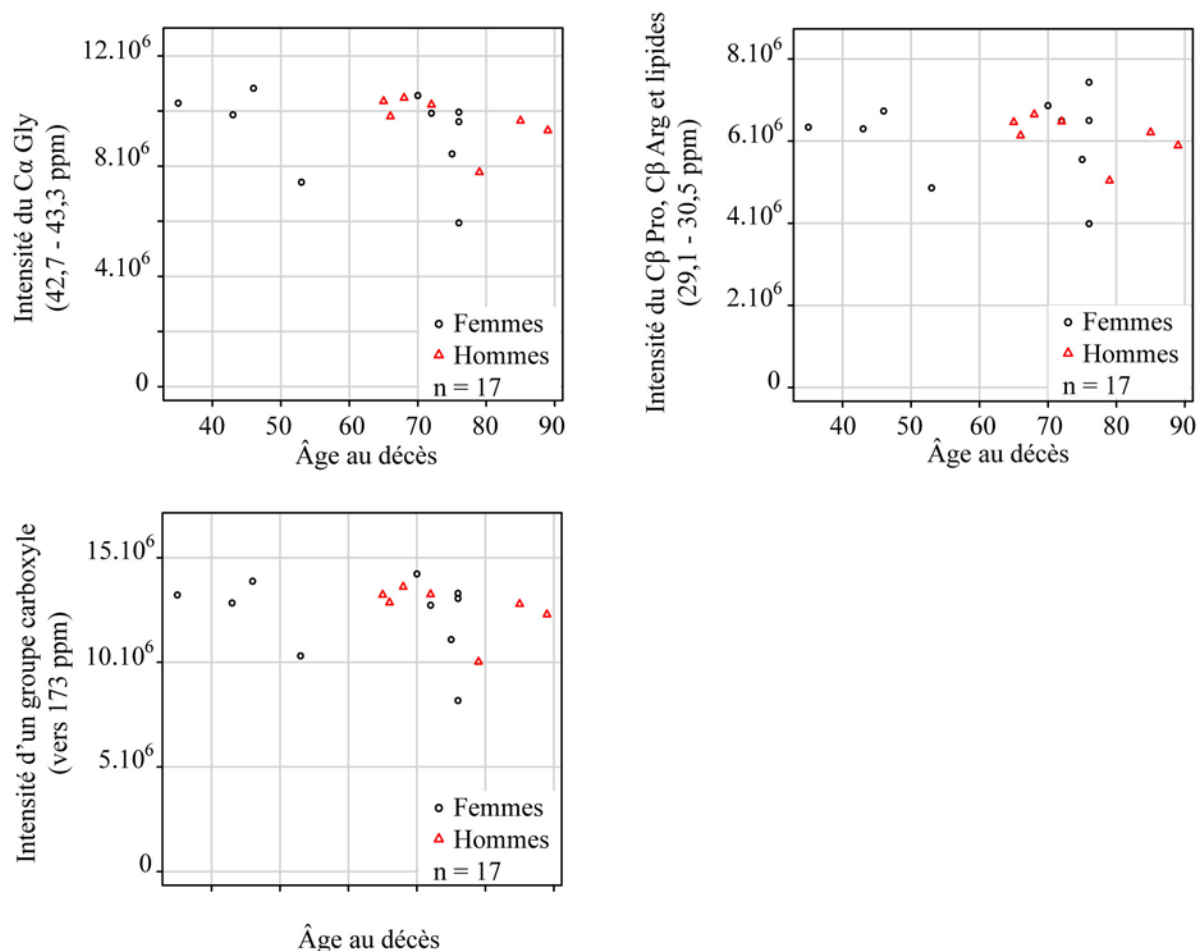 Intensité du Cα Gly
(42,7 - 43,3 ppm)
12.10⁶
8.10⁶
4.10⁶
0
Femmes
Hommes
n = 17
40 50 60 70 80 90
Âge au décès
Intensité du Cβ Pro, Cβ Arg et lipides
(29,1 - 30,5 ppm)
8.10⁶
6.10⁶
4.10⁶
2.10⁶
0
Femmes
Hommes
n = 17
40 50 60 70 80 90
Âge au décès
Intensité d’un groupe carboxyle
(vers 173 ppm)
15.10⁶
10.10⁶
5.10⁶
0
Femmes
Hommes
n = 17
Âge au décès